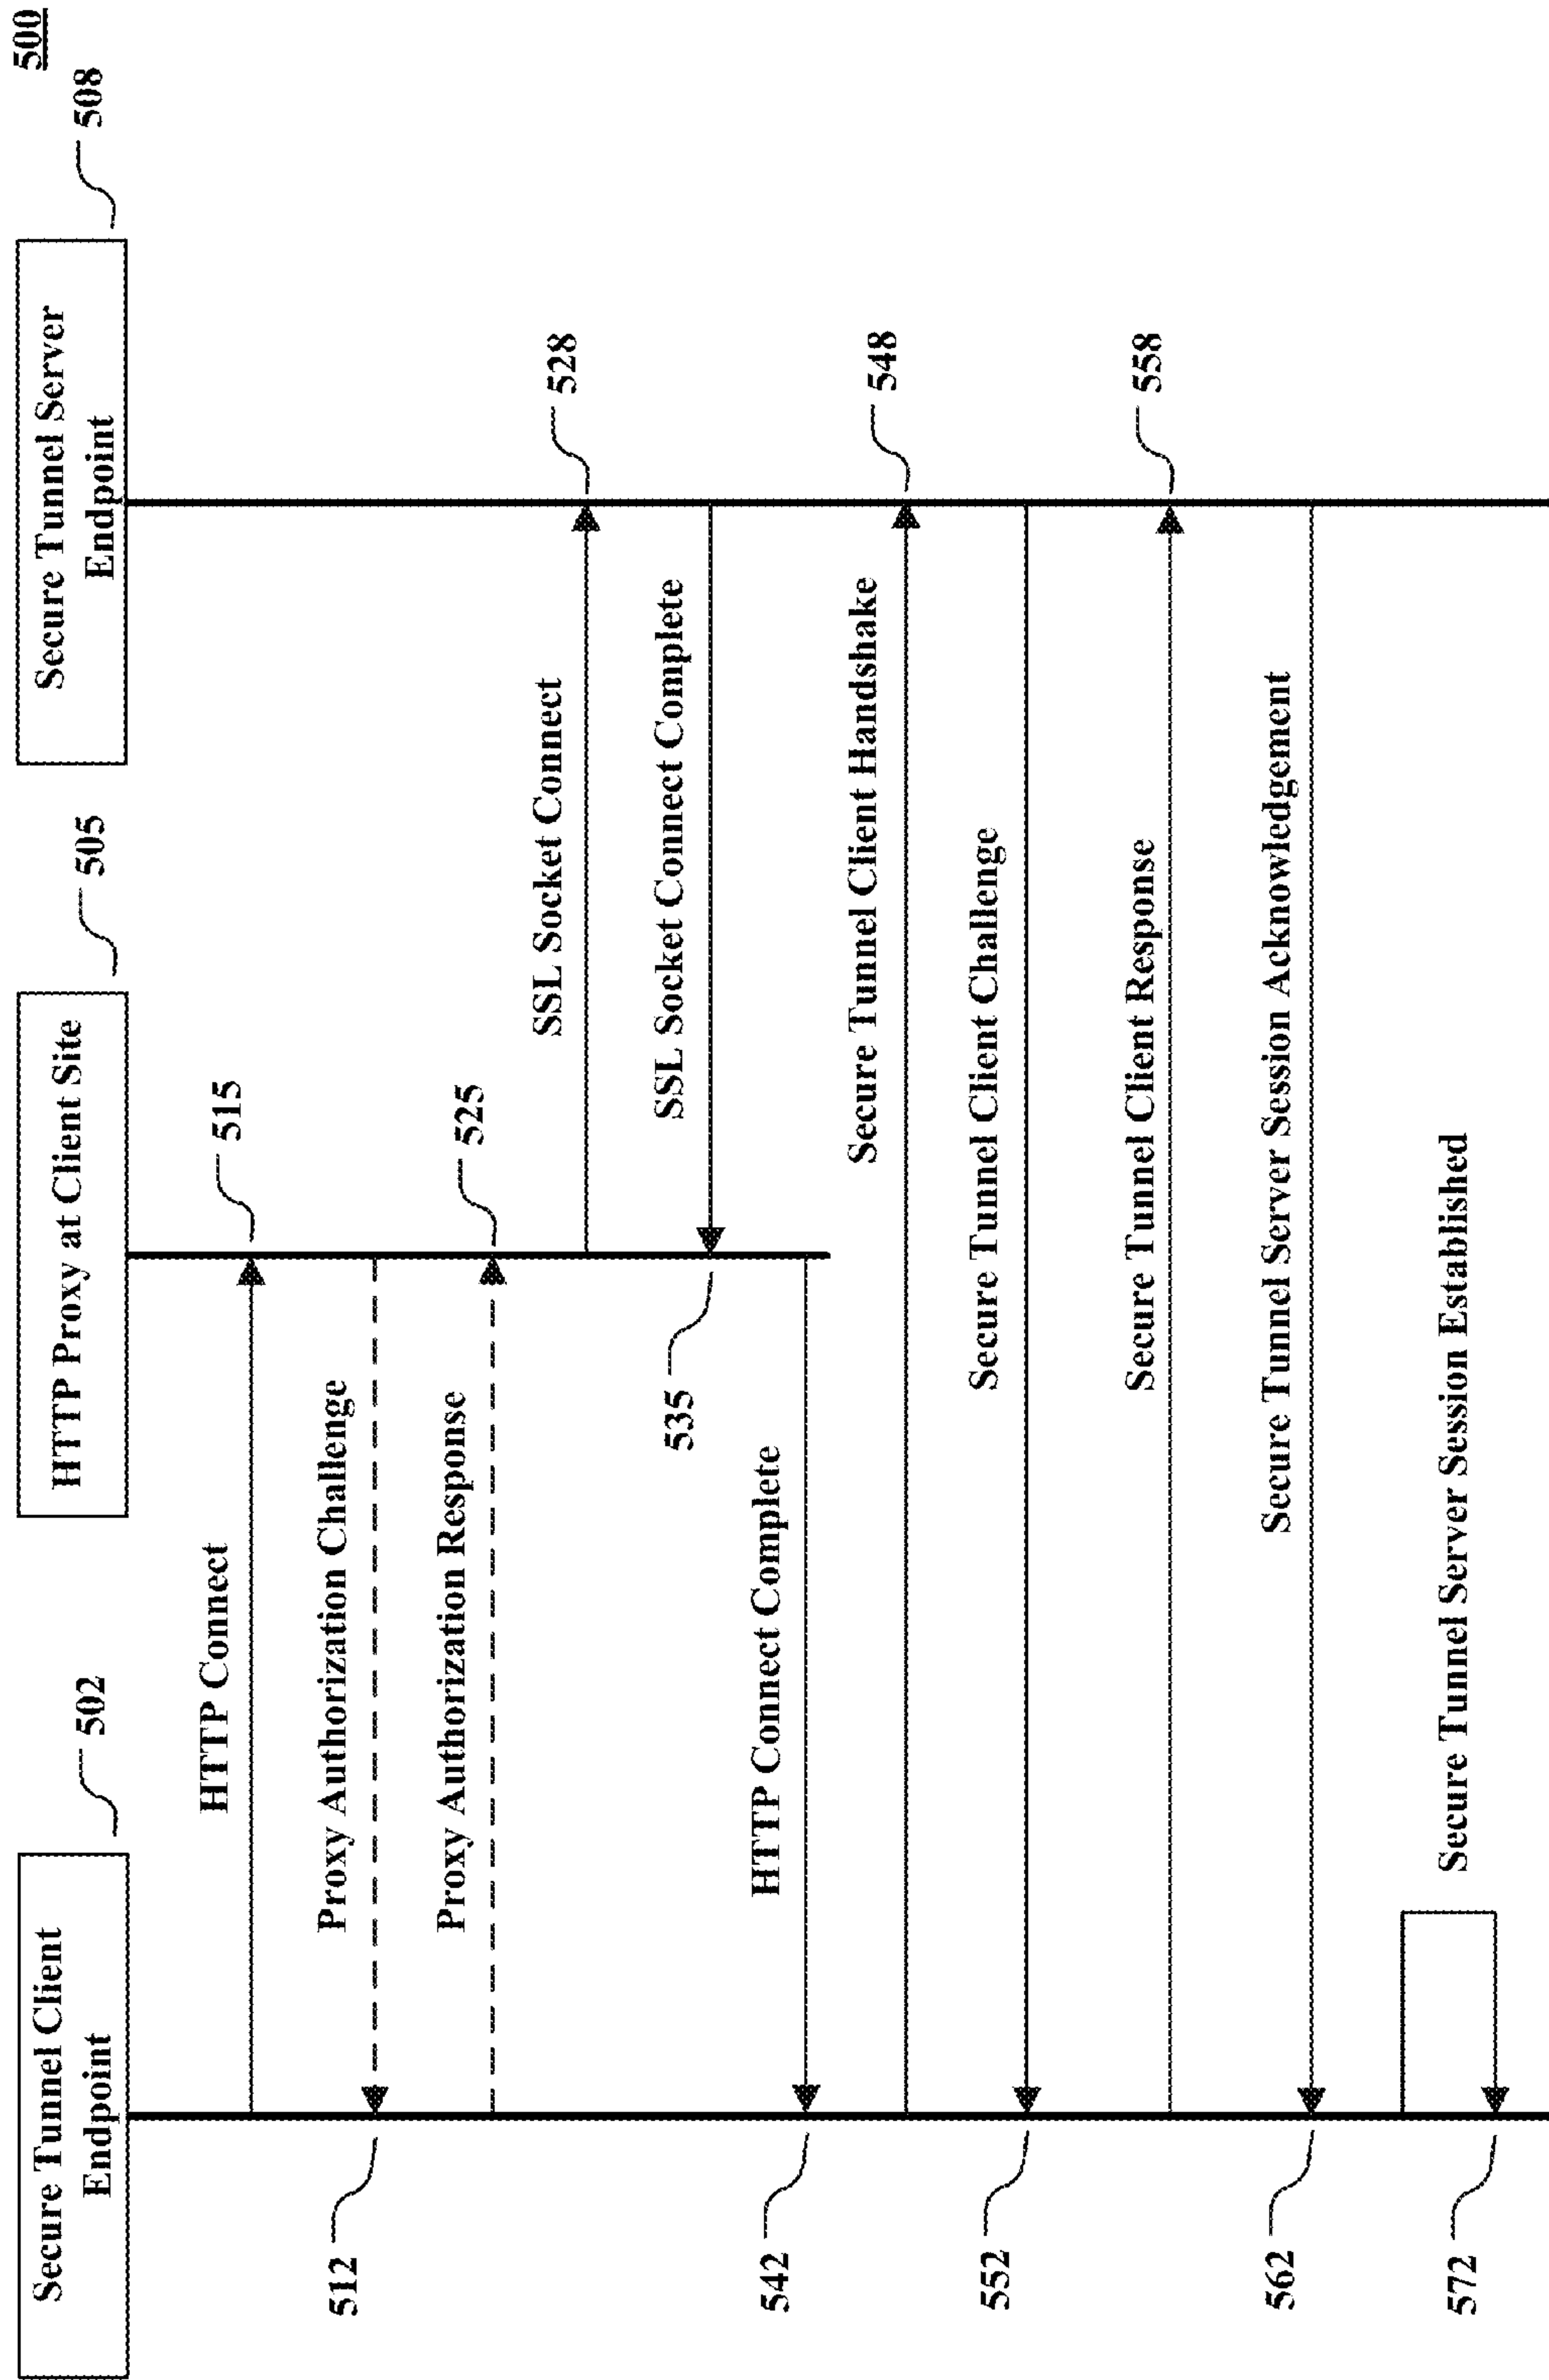 500
Secure Tunnel Client
Endpoint
502
HTTP Proxy at Client Site
505
Secure Tunnel Server
Endpoint
508
HTTP Connect
515
Proxy Authorization Challenge
512
Proxy Authorization Response
525
SSL Socket Connect
528
SSL Socket Connect Complete
535
HTTP Connect Complete
542
Secure Tunnel Client Handshake
548
Secure Tunnel Client Challenge
552
Secure Tunnel Client Response
558
Secure Tunnel Server Session Acknowledgement
562
Secure Tunnel Server Session Established
572